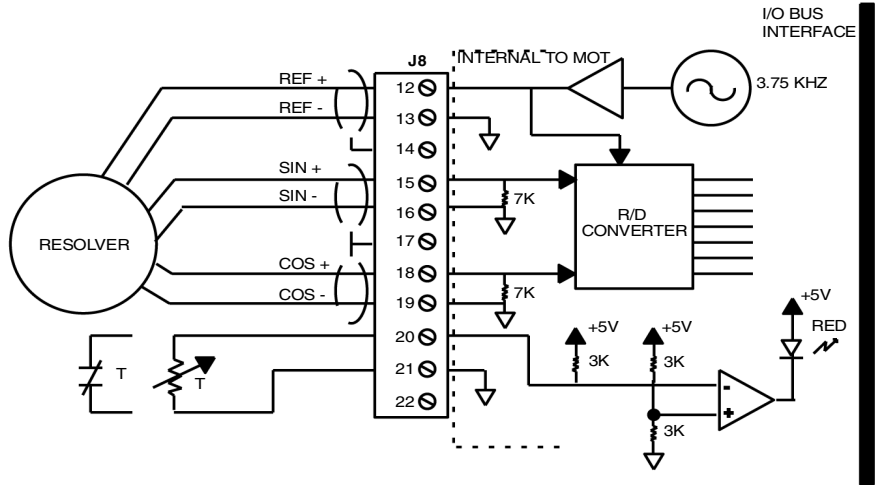 I/O BUS
INTERFACE
J8
INTERNAL TO MOT
REF +
12
3.75 KHZ
REF -
13
14
SIN +
15
7K
SIN -
16
R/D
CONVERTER
RESOLVER
17
COS +
18
7K
COS -
19
+5V
20
+5V
+5V
RED
3K
3K
T
T
21
-
+
22
3K